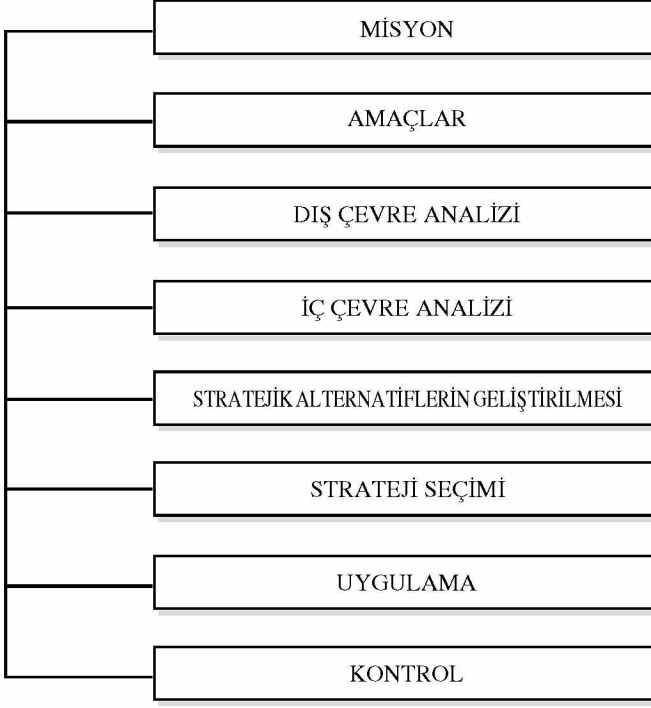 MİSYON
AMAÇLAR
DIŞ ÇEVRE ANALİZİ
İÇ ÇEVRE ANALİZİ
STRATEJİK ALTERNATİFLERİN GELİŞTİRİLMESİ
STRATEJİ SEÇİMİ
UYGULAMA
KONTROL